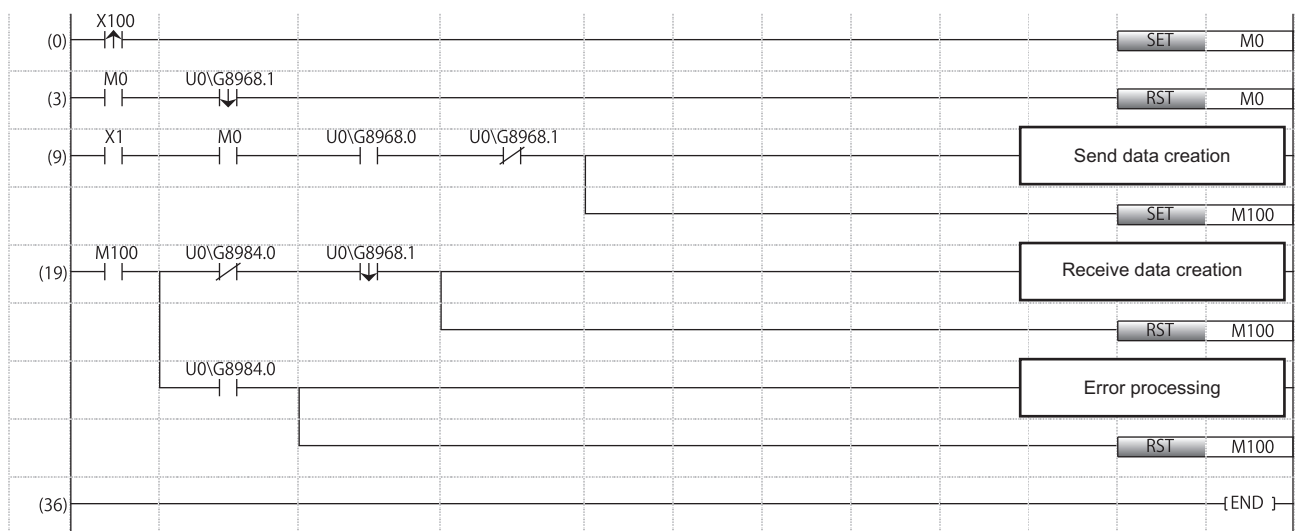 X100
(0) SET M0
M0 U0\G8968.1
(3) RST M0
X1 M0 U0\G8968.0 U0\G8968.1
(9) Send data creation
SET M100
M100 U0\G8984.0 U0\G8968.1
(19) Receive data creation
RST M100
U0\G8984.0
Error processing
RST M100
(36) [END ]